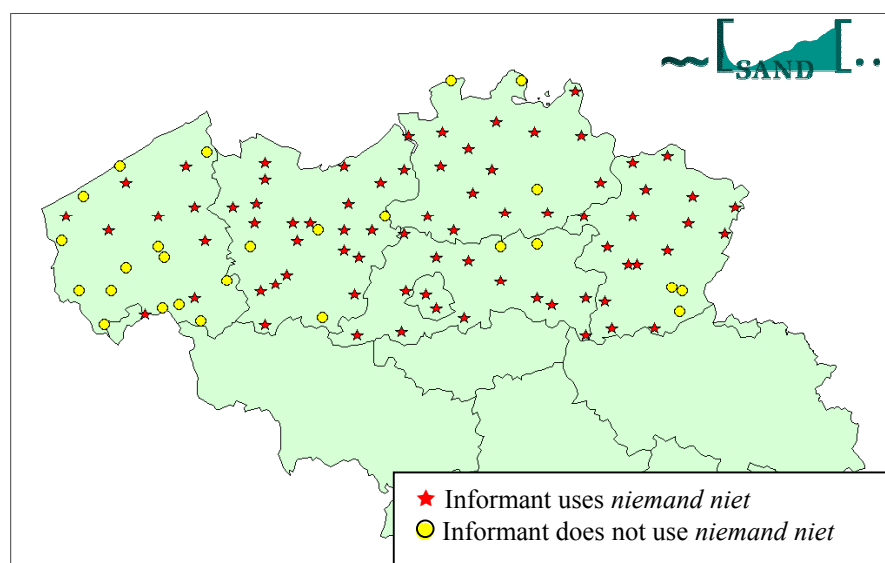 ~[SAND[..
Informant uses niemand niet
Informant does not use niemand niet